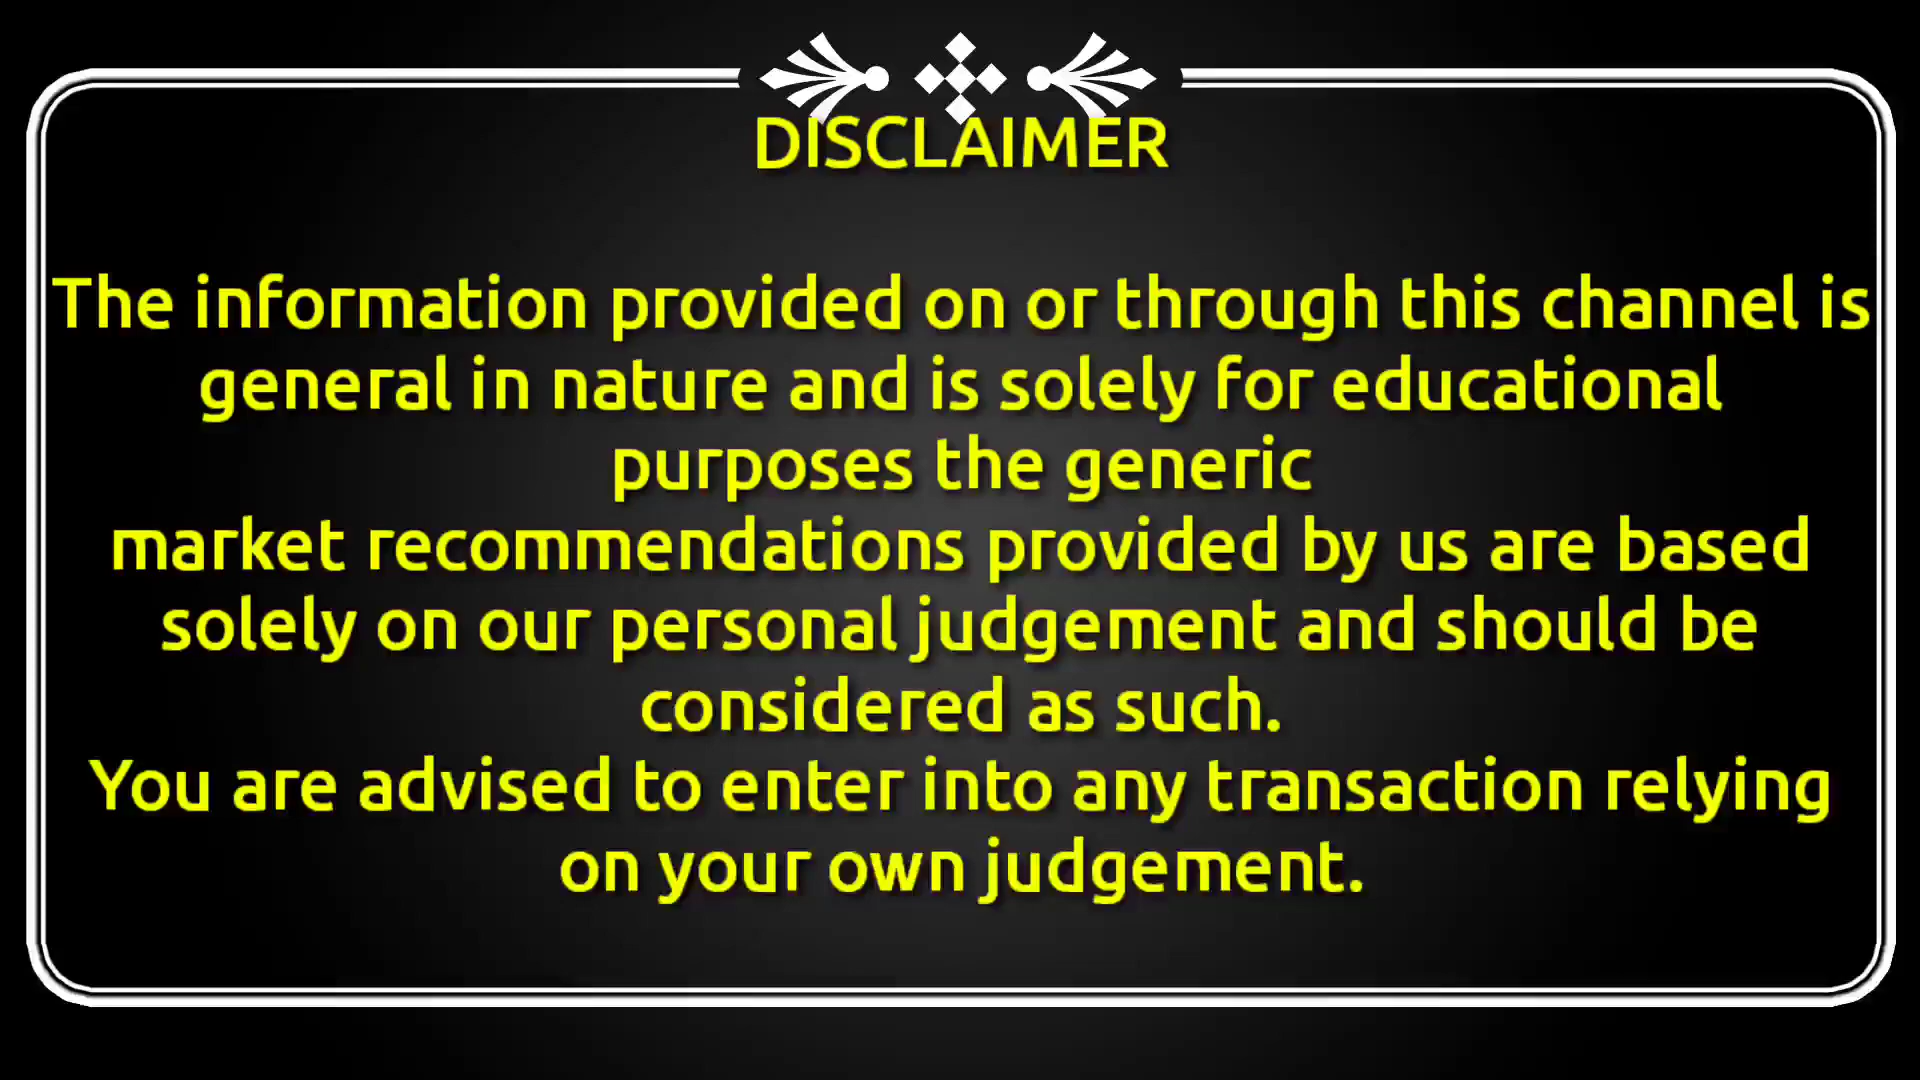 DISCLAIMER
The information provided on or through this channel is
general in nature and is solely for educational
purposes the generic
market recommendations provided by us are based
solely on our personal judgement and should be
considered as such.
You are advised to enter into any transaction relying
on your own judgement.